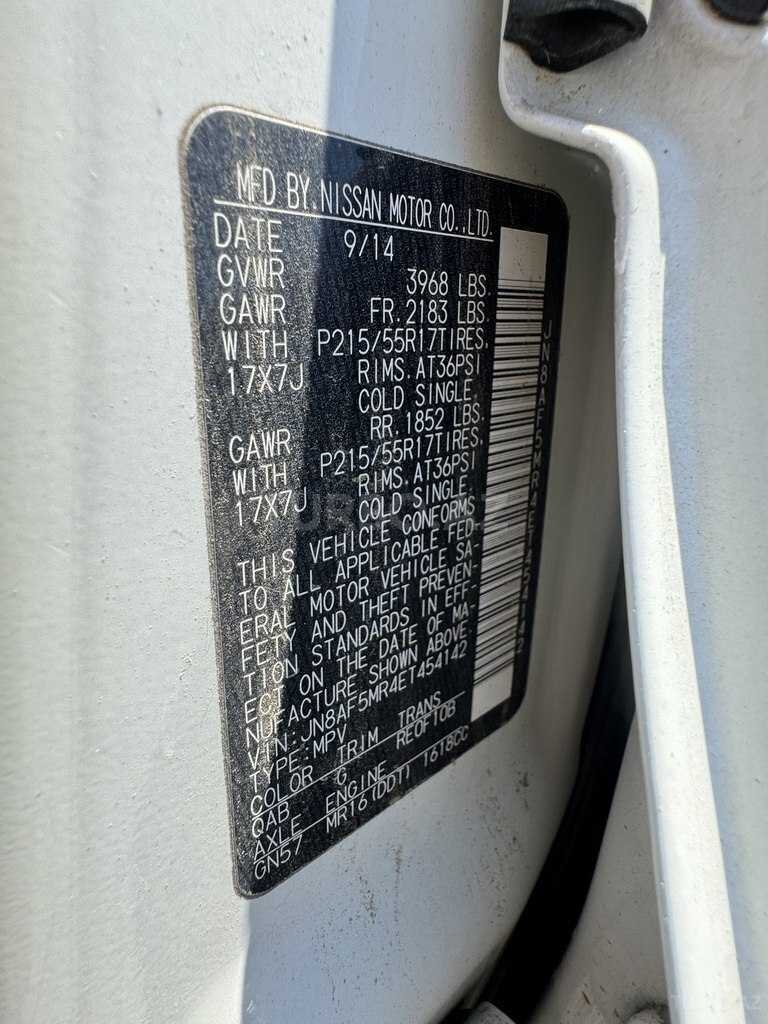 MFD BY NISSAN MOTOR CO.,LTD.
DATE 9/14
GVWR 3968 LBS.
GAWR FR. 2183 LBS.
WITH P215/55R17TIRES.
17X7J RIMS. AT36PSI
COLD SINGLE.
GAWR RR. 1852 LBS.
WITH P215/55R17TIRES.
17X7J RIMS. AT36PSI
COLD SINGLE.
THIS VEHICLE CONFORMS
TO ALL APPLICABLE FED-
ERAL MOTOR VEHICLE SA-
FETY AND THEFT PREVEN-
TION STANDARDS IN EFF-
ECT ON THE DATE OF MA-
NUFACTURE SHOWN ABOVE
VIN:JN8AF5MR4ET454142
TYPE:MPV
COLOR TRIM TRANS
QAB G REOF10B
AXLE ENGINE
GN57 MR16(DDT) 1618CC
JN8AF5MR4ET454142